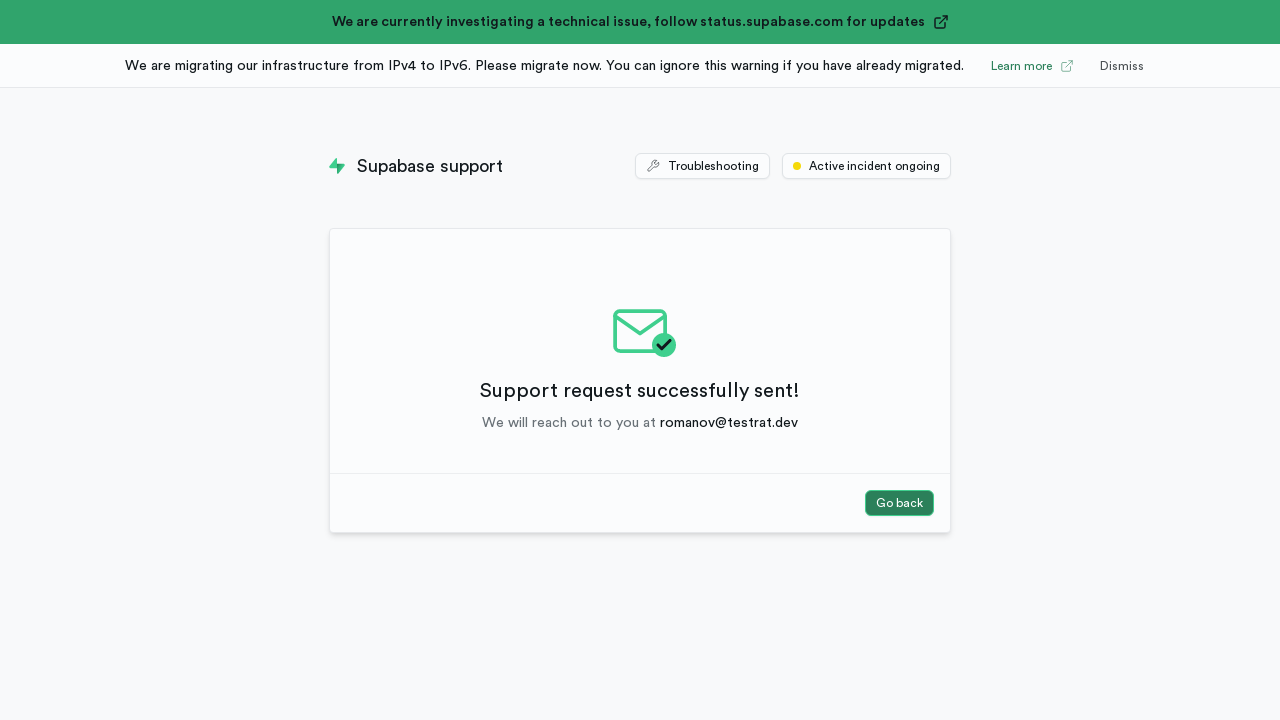 We are currently investigating a technical issue, follow status.supabase.com for updates
We are migrating our infrastructure from IPv4 to IPv6. Please migrate now. You can ignore this warning if you have already migrated. Learn more Dismiss
Supabase support
Troubleshooting
Active incident ongoing
Support request successfully sent!
We will reach out to you at romanov@testrat.dev
Go back